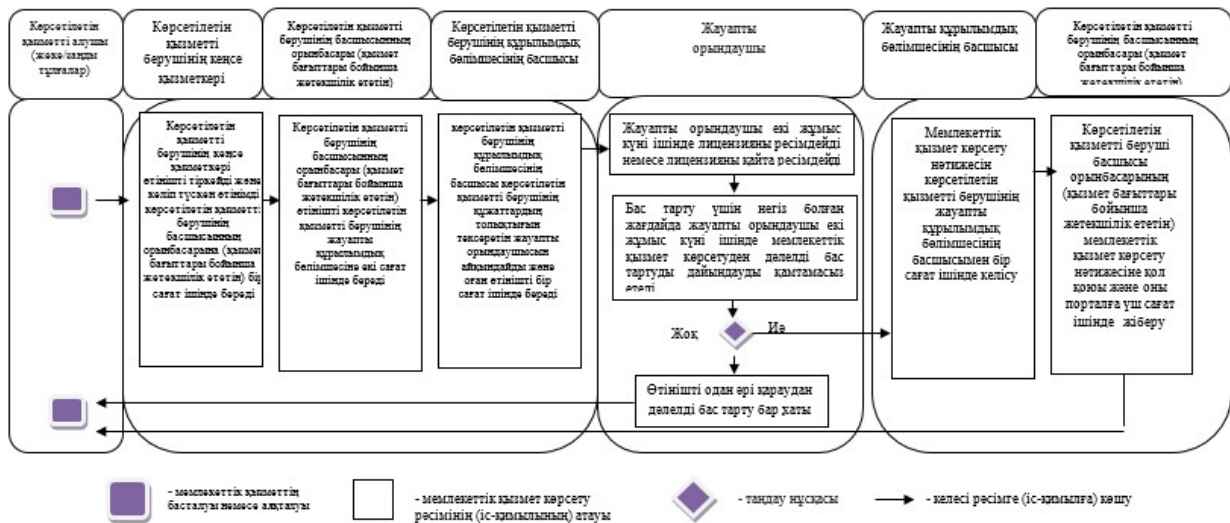 Көрсетілетін
қызметті алушы
(жеке/заңды
тұлғалар)
Көрсетілетін
қызметті
берушінің кеңсе
қызметкері
Көрсетілетін қызметті
берушінің басшысының
орынбасары (қызмет
бағыттары бойынша
жетекшілік ететін)
Көрсетілетін қызметті
берушінің құрылымдық
бөлімшесінің басшысы
Жауапты
орындаушы
Жауапты құрылымдық
бөлімшесінің басшысы
Көрсетілетін қызметті
берушінің басшысының
орынбасары (қызмет
бағыттары бойынша
жетекшілік ететін)
Көрсетілетін
қызметті
берушінің кеңсе
қызметкері
өтінішті тіркейді және
келіп түскен өтінімді
көрсетілетін қызметті
берушінің
басшысының
орынбасарына (қызмет
бағыттары бойынша
жетекшілік ететін) бір
сағат ішінде береді
Көрсетілетін қызметті
берушінің
басшысының
орынбасары (қызмет
бағыттары бойынша
жетекшілік ететін)
өтінішті көрсетілетін
қызметті берушінің
жауапты
құрылымдық
бөлімшесіне екі сағат
ішінде береді
көрсетілетін қызметті
берушінің
құрылымдық
бөлімшесінің
басшысы көрсетілетін
қызметті берушінің
құжаттардың
толықтығын
тексеретін жауапты
орындаушысын
айқындайды және
оған өтінішті бір
сағат ішінде береді
Жауапты орындаушы екі жұмыс
күні ішінде лицензияны ресімдейді
немесе лицензияны қайта ресімдейді
Бас тарту үшін негіз болған
жағдайда жауапты орындаушы екі
жұмыс күні ішінде мемлекеттік
қызмет көрсетуден дәлелді бас
тартуды дайындауды қамтамасыз
етеді
Жоқ
Иә
Өтінішті одан әрі қараудан
дәлелді бас тарту бар хаты
Мемлекеттік
қызмет көрсету
нәтижесін
көрсетілетін
қызметті берушінің
жауапты
құрылымдық
бөлімшесінің
басшысымен бір
сағат ішінде келісу
Көрсетілетін
қызметті беруші
басшысы
орынбасарының
(қызмет бағыттары
бойынша
жетекшілік ететін)
мемлекеттік
қызмет көрсету
нәтижесіне қол
қоюы және оны
порталға үш сағат
ішінде жіберу
- мемлекеттік қызметтің
басталуы немесе аяқталуы
- мемлекеттік қызмет көрсету
рәсімінің (іс-қимылының) атауы
- таңдау нұсқасы
- келесі рәсімге (іс-қимылға) көшу